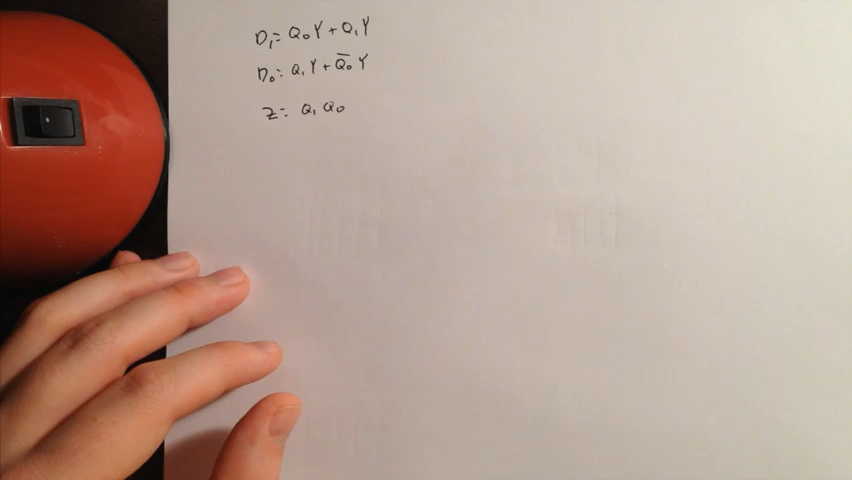 D₁= Q₀Y + Q₁Y
D₀= Q₁Y + Q̅₀Y
Z= Q₁Q₀